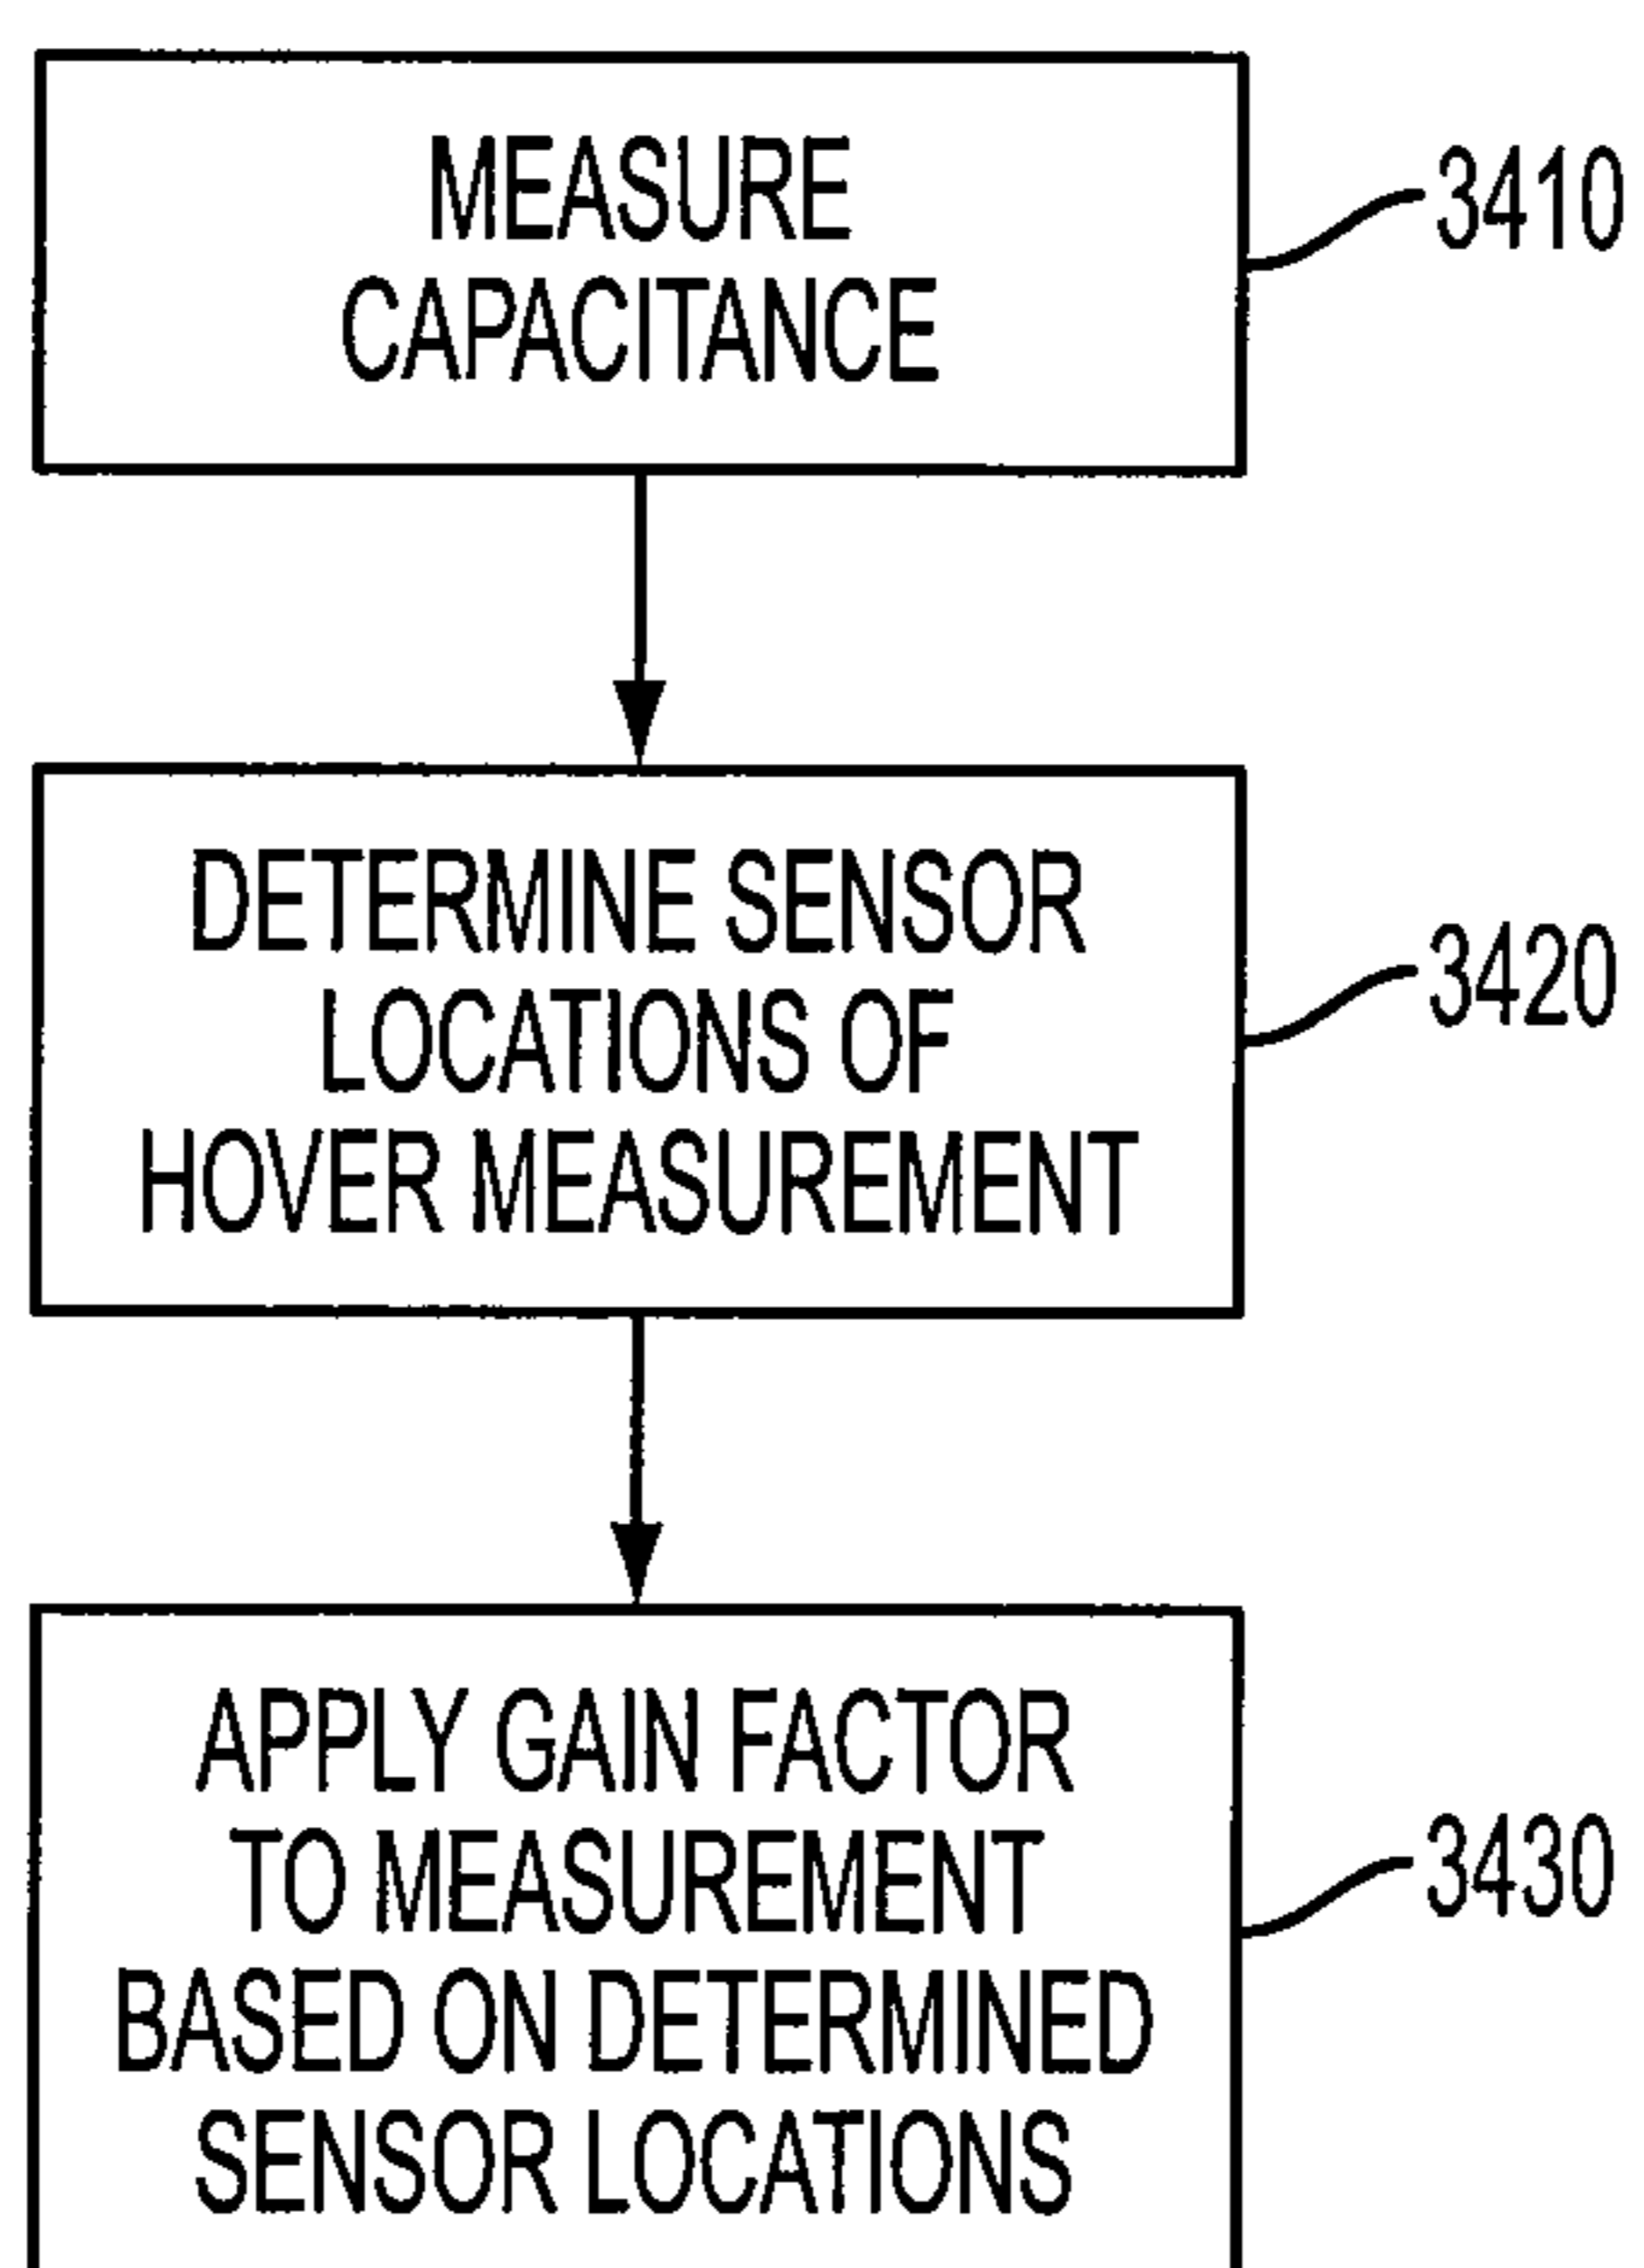 MEASURE
CAPACITANCE
3410
DETERMINE SENSOR
LOCATIONS OF
HOVER MEASUREMENT
3420
APPLY GAIN FACTOR
TO MEASUREMENT
BASED ON DETERMINED
SENSOR LOCATIONS
3430